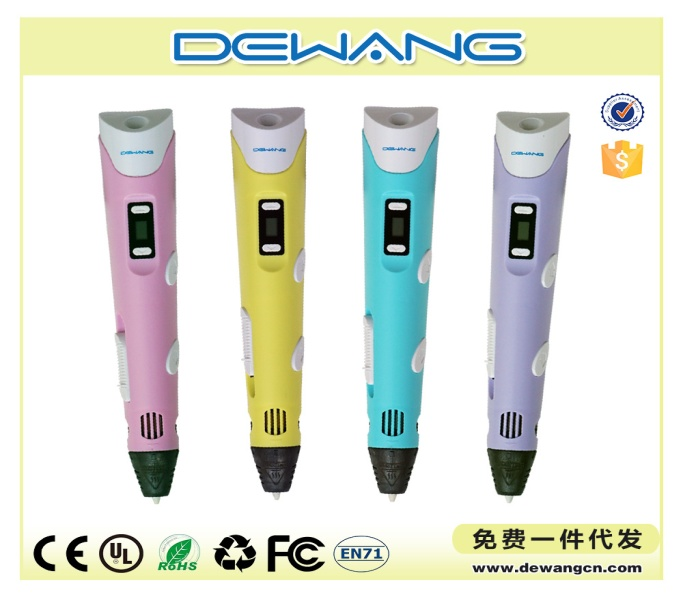 DEWANG
DEWANG
DEWANG
DEWANG
DEWANG
$
CE
UL
RoHS
FC
EN71
免费一件代发
www.dewangcn.com